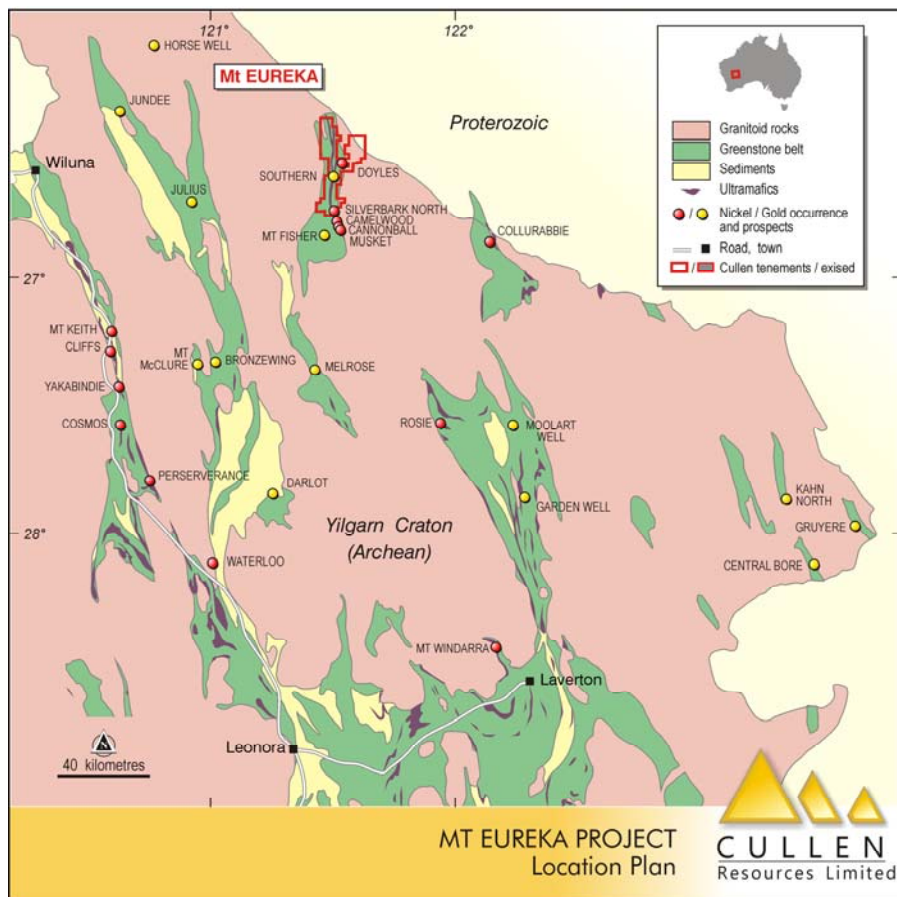 121°
122°
HORSE WELL
Mt EUREKA
JUNDEE
Proterozoic
Wiluna
DOYLES
SOUTHERN
JULIUS
SILVERBARK NORTH
CAMELWOOD
CANNONBALL
MUSKET
MT FISHER
COLLURABBIE
27°
MT KEITH
CLIFFS
MT
McCLURE
BRONZEWING
MELROSE
YAKABINDIE
COSMOS
ROSIE
MOOLART
WELL
PERSERVERANCE
DARLOT
GARDEN WELL
KAHN
NORTH
GRUYERE
Yilgarn Craton
(Archean)
28°
WATERLOO
CENTRAL BORE
MT WINDARRA
Laverton
Leonora
N
40 kilometres
Granitoid rocks
Greenstone belt
Sediments
Ultramafics
/ Nickel / Gold occurrence
and prospects
Road, town
/ Cullen tenements / exised
MT EUREKA PROJECT
Location Plan
CULLEN
Resources Limited